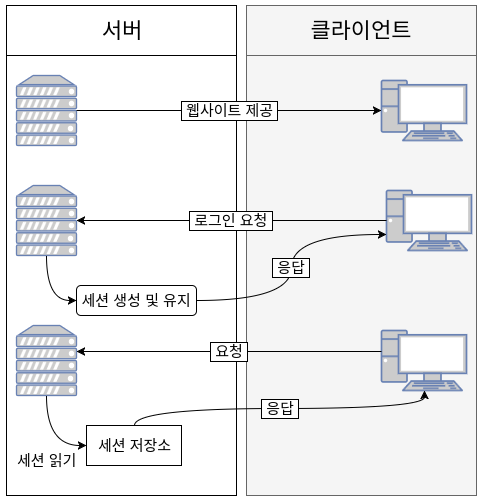 서버
클라이언트
웹사이트 제공
로그인 요청
응답
세션 생성 및 유지
요청
응답
세션 저장소
세션 읽기